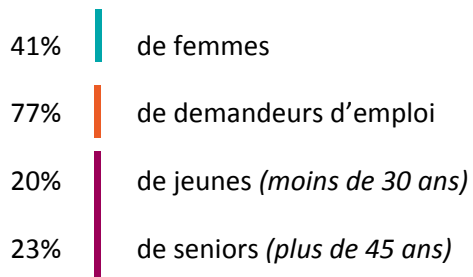 41% de femmes
77% de demandeurs d’emploi
20% de jeunes (moins de 30 ans)
23% de seniors (plus de 45 ans)